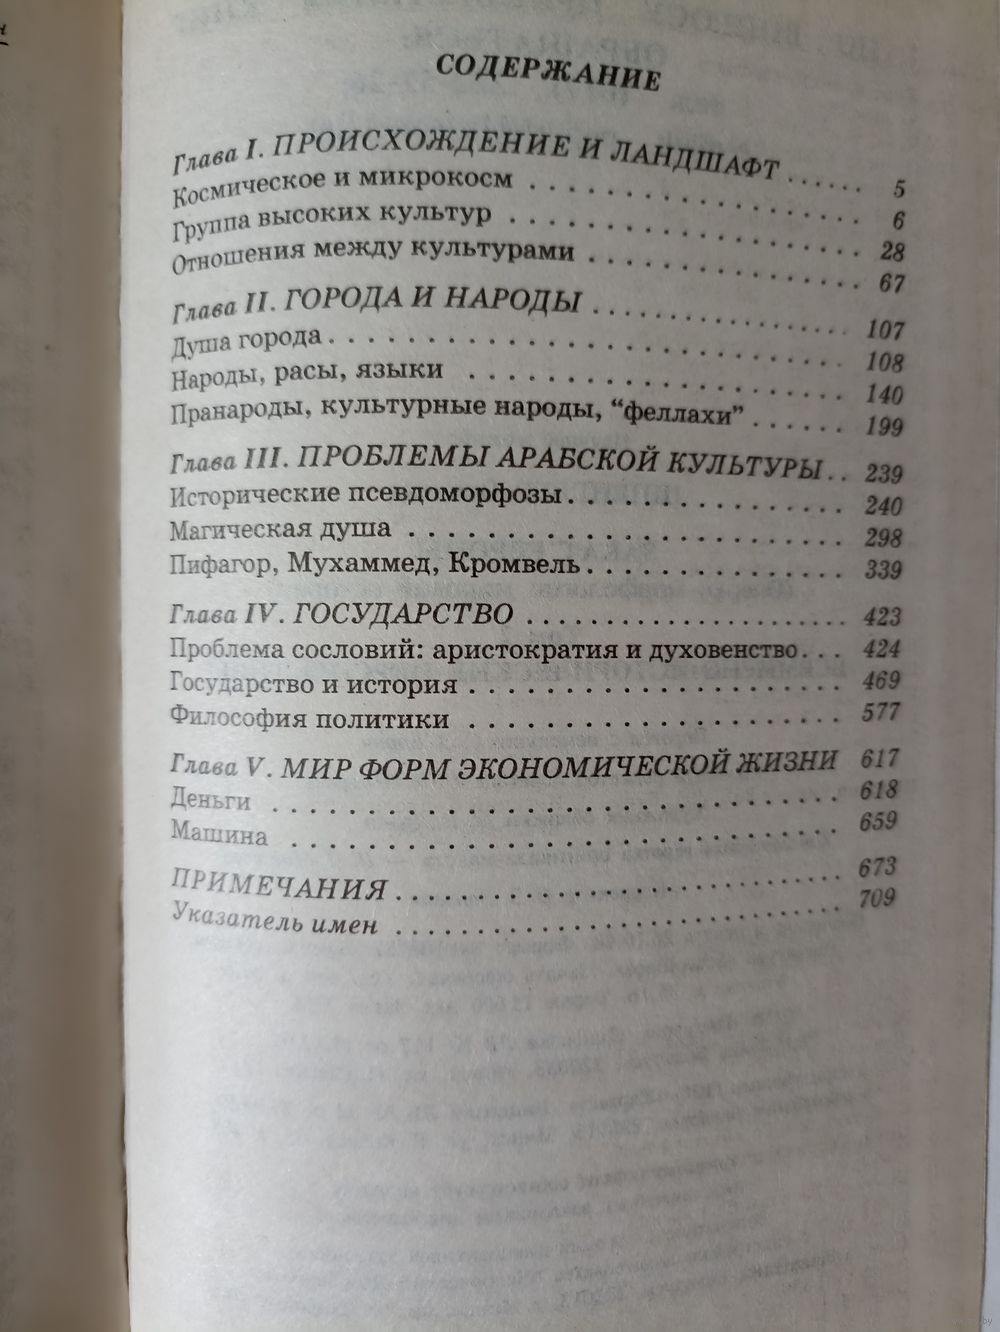 СОДЕРЖАНИЕ
Глава I. ПРОИСХОЖДЕНИЕ И ЛАНДШАФТ ...... 5
Космическое и микрокосм ................. 6
Группа высоких культур .................. 28
Отношения между культурами .............. 67
Глава II. ГОРОДА И НАРОДЫ ................ 107
Душа города ............................. 108
Народы, расы, языки ..................... 140
Пранароды, культурные народы, “феллахи” ...... 199
Глава III. ПРОБЛЕМЫ АРАБСКОЙ КУЛЬТУРЫ .. 239
Исторические псевдоморфозы .............. 240
Магическая душа ......................... 298
Пифагор, Мухаммед, Кромвель ............. 339
Глава IV. ГОСУДАРСТВО ................... 423
Проблема сословий: аристократия и духовенство ... 424
Государство и история ................... 469
Философия политики ...................... 577
Глава V. МИР ФОРМ ЭКОНОМИЧЕСКОЙ ЖИЗНИ 617
Деньги .................................. 618
Машина .................................. 659
ПРИМЕЧАНИЯ .............................. 673
Указатель имен .......................... 709